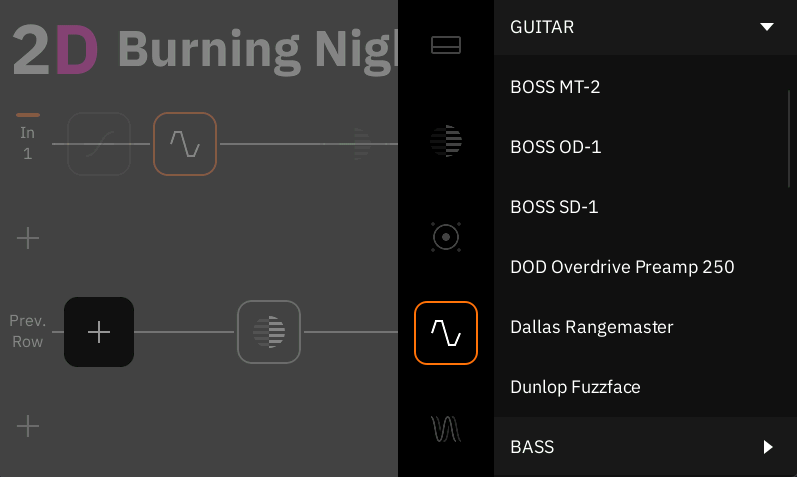 2D Burning Nigh
In
1
Prev.
Row
GUITAR
BOSS MT-2
BOSS OD-1
BOSS SD-1
DOD Overdrive Preamp 250
Dallas Rangemaster
Dunlop Fuzzface
BASS